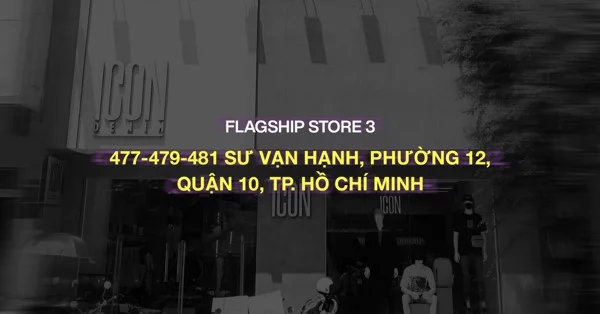 ICON
DENIM
FLAGSHIP STORE 3
477-479-481 SƯ VẠN HẠNH, PHƯỜNG 12,
QUẬN 10, TP. HỒ CHÍ MINH
ICON
ICON